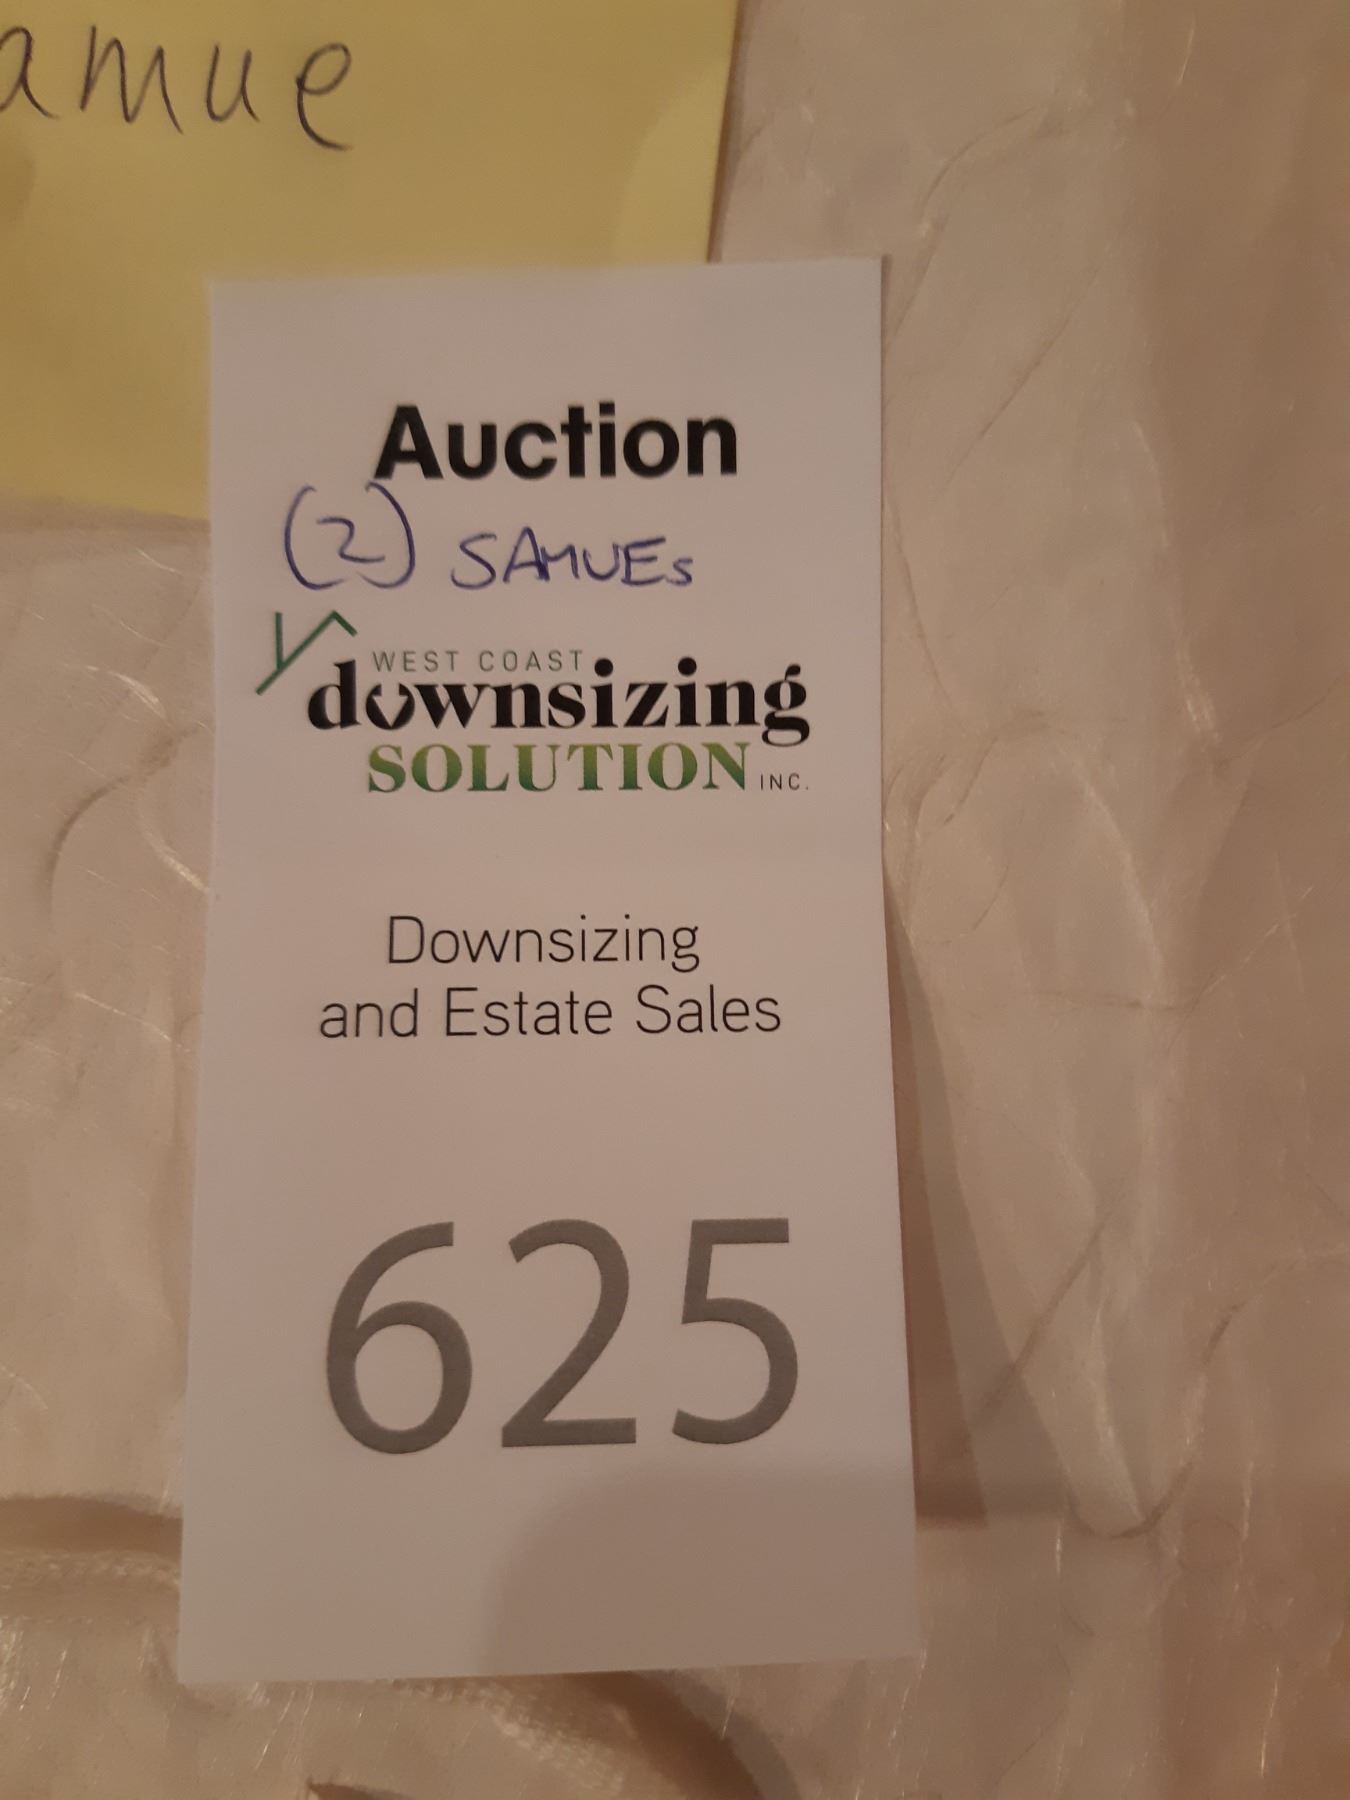 amue
Auction
(2) SAMUEs
WEST COAST
downsizing
SOLUTION INC.
Downsizing
and Estate Sales
625